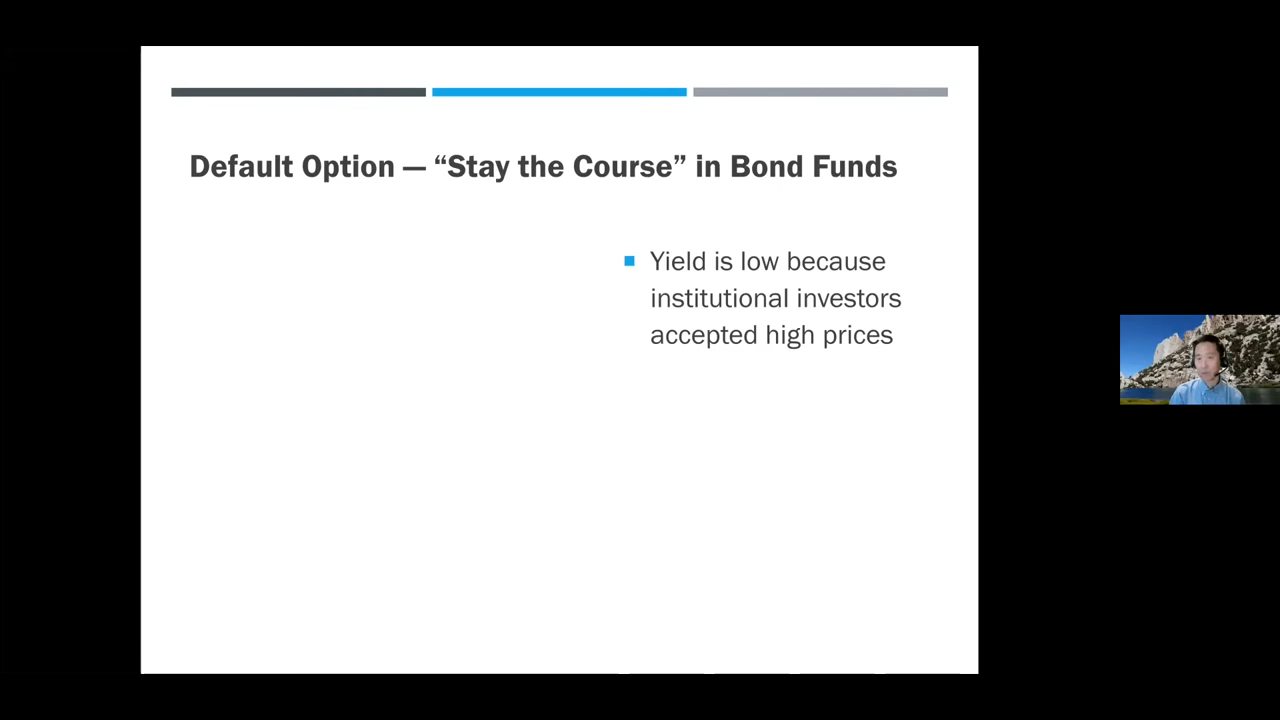 Default Option — “Stay the Course” in Bond Funds
Yield is low because
institutional investors
accepted high prices